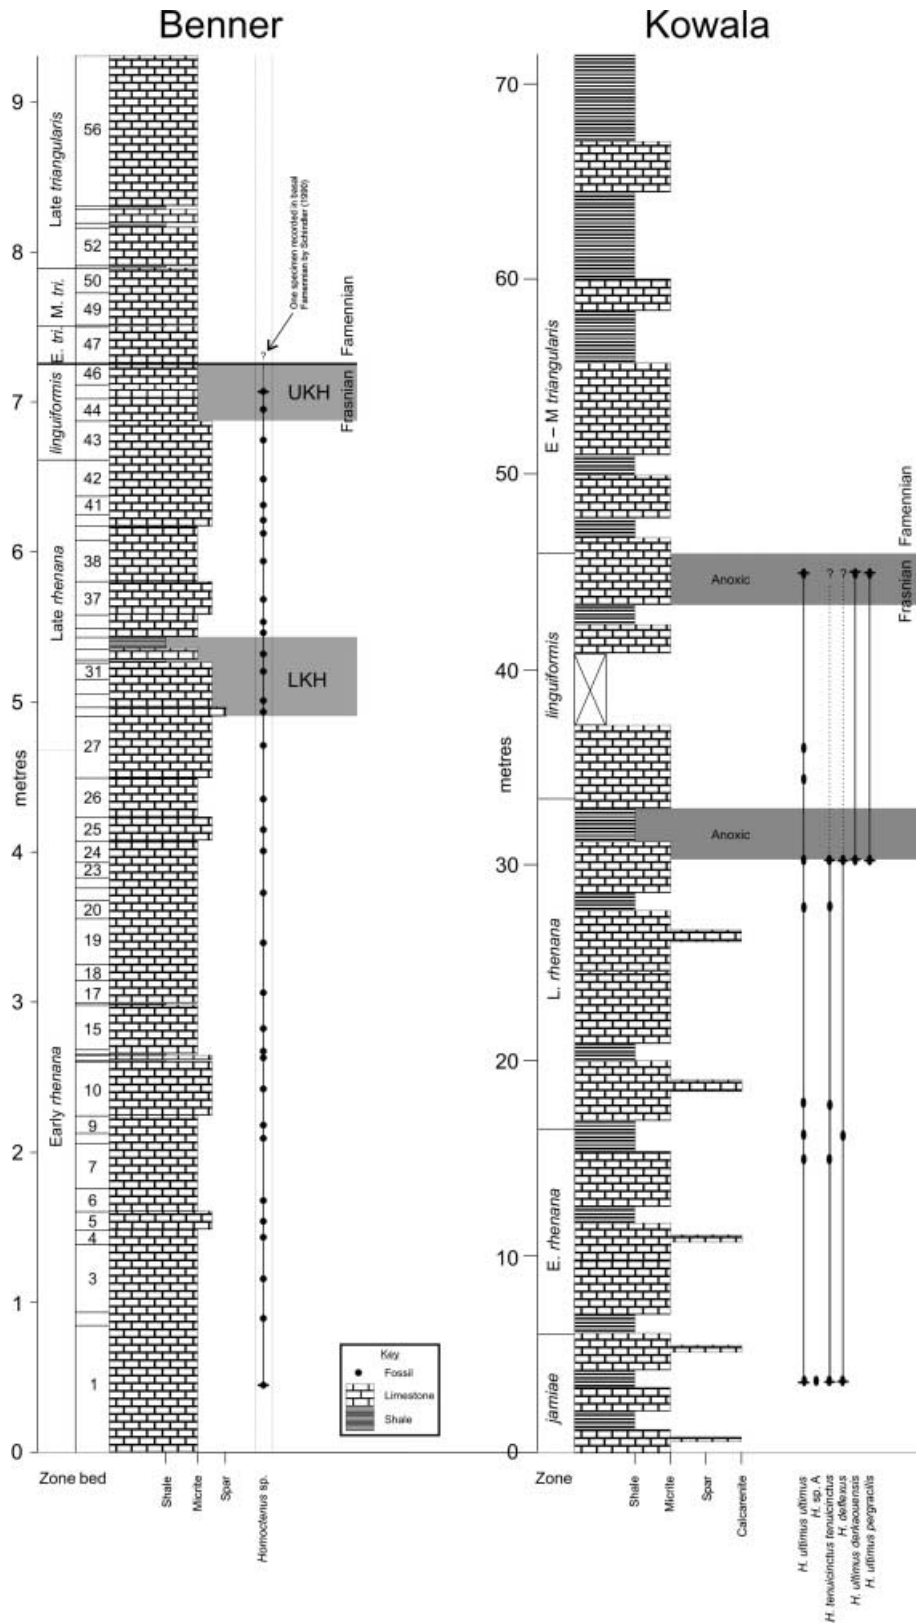 Benner
Kowala
9
8
7
6
5
metres
4
3
2
1
0
Late triangularis
M. tri.
E. tri.
linguiformis
Late rhenana
Early rhenana
56
52
50
49
47
46
44
43
42
41
38
37
31
27
26
25
24
23
20
19
18
17
15
10
9
7
6
5
4
3
1
One specimen recorded in basal
Famennian by Schindler (1990)
?
Famennian
Frasnian
UKH
LKH
Key
Fossil
Limestone
Shale
Zone bed
Shale
Micrite
Spar
Homoctenus sp.
70
60
50
40
metres
30
20
10
0
E – M triangularis
linguiformis
L. rhenana
E. rhenana
jamiae
Famennian
Frasnian
Anoxic
? ?
Anoxic
Zone
Shale
Micrite
Spar
Calcarenite
H. ultimus ultimus
H. sp. A
H. tenuicinctus tenuicinctus
H. deflexus
H. ultimus derkaouensis
H. ultimus pergracilis